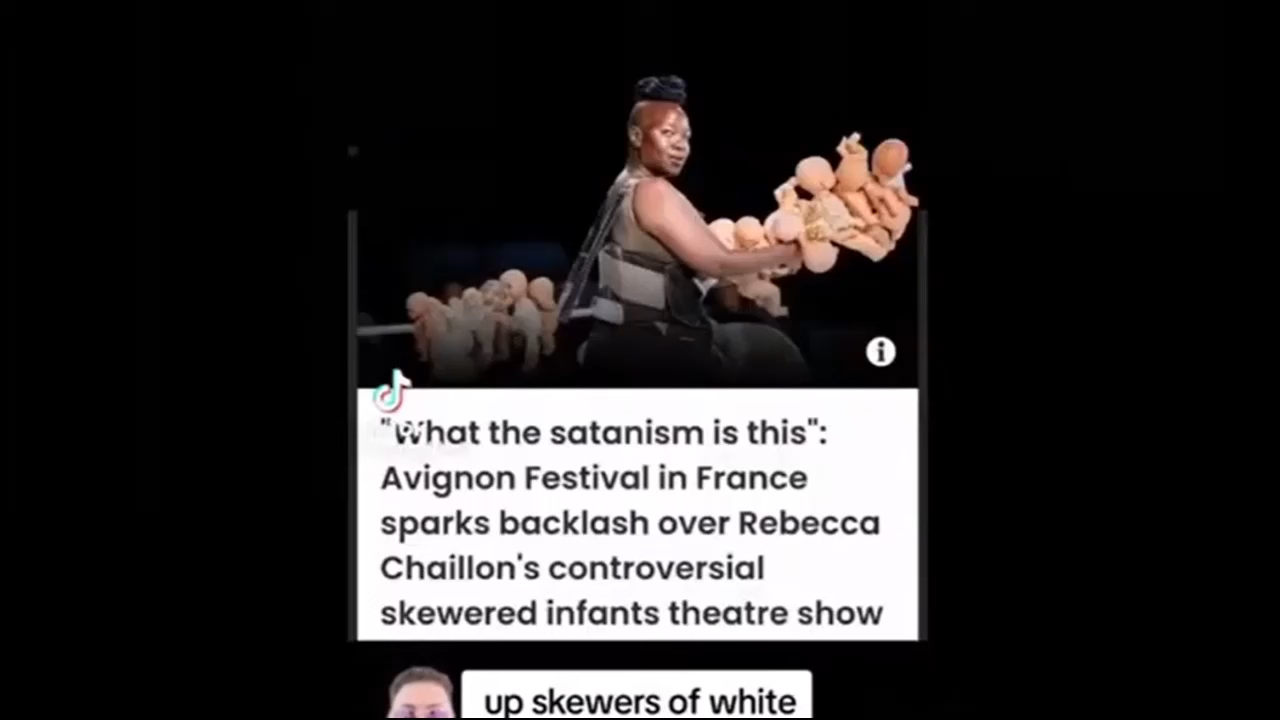 "What the satanism is this":
Avignon Festival in France
sparks backlash over Rebecca
Chaillon's controversial
skewered infants theatre show
up skewers of white